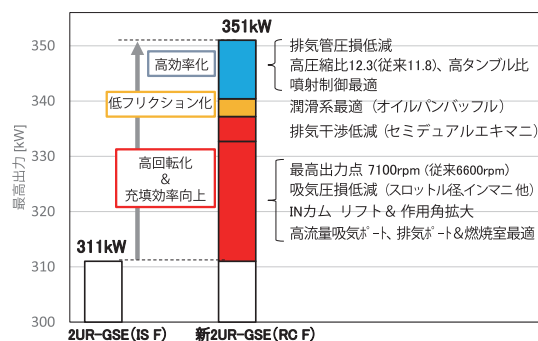 最高出力 [kW]
350
340
330
320
310
300
351kW
311kW
高効率化
低フリクション化
高回転化
&
充填効率向上
排気管圧損低減
高圧縮比12.3(従来11.8)、高タンブル比
噴射制御最適
潤滑系最適（オイルパンバッフル）
排気干渉低減（セミデュアルエキマニ）
最高出力点 7100rpm (従来6600rpm)
吸気圧損低減（スロットル径、インマニ 他）
INカム リフト & 作用角拡大
高流量吸気ﾎﾟｰﾄ、排気ﾎﾟｰﾄ&燃焼室最適
2UR-GSE(IS F)
新2UR-GSE(RC F)